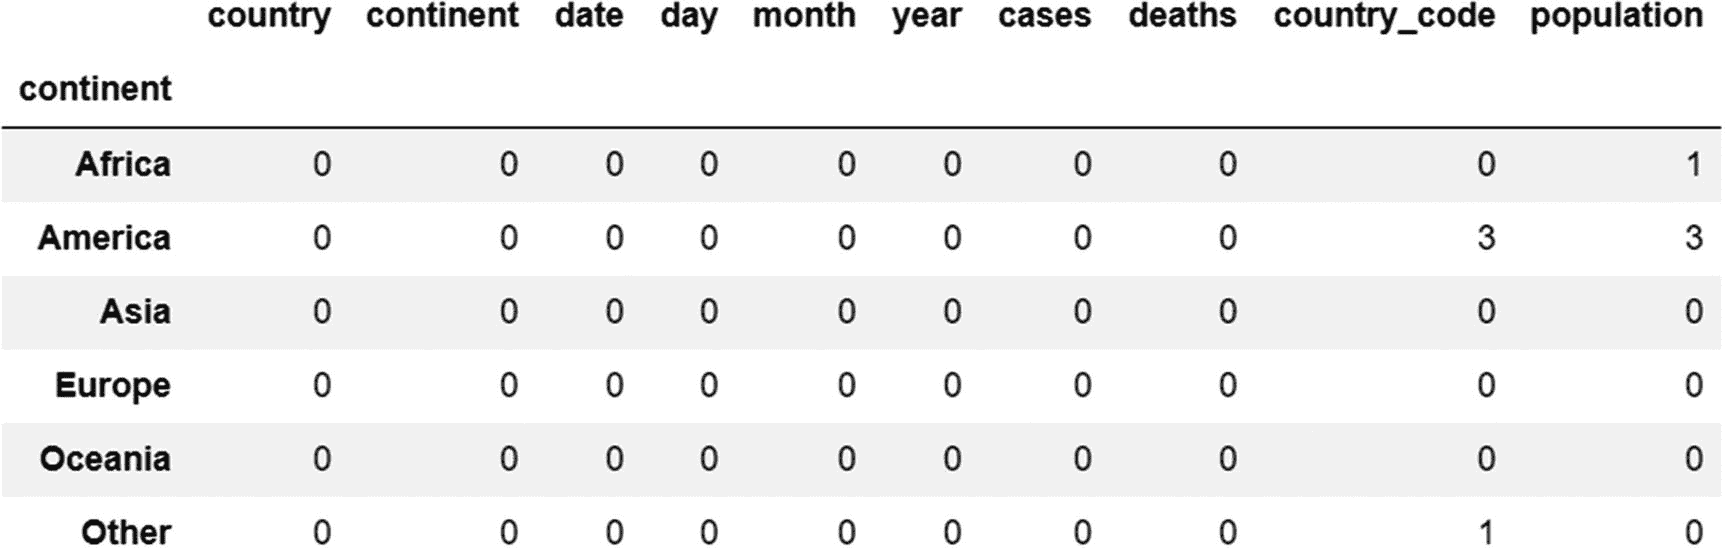 country continent date day month year cases deaths country_code population
continent
Africa 0 0 0 0 0 0 0 0 0 1
America 0 0 0 0 0 0 0 0 3 3
Asia 0 0 0 0 0 0 0 0 0 0
Europe 0 0 0 0 0 0 0 0 0 0
Oceania 0 0 0 0 0 0 0 0 0 0
Other 0 0 0 0 0 0 0 0 1 0